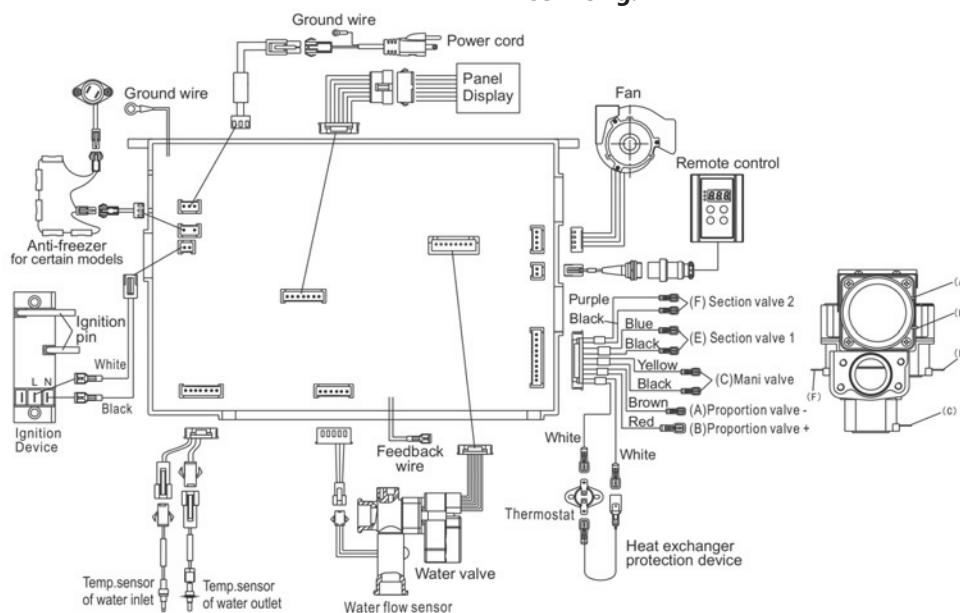 Ground wire
Power cord
Panel
Display
Ground wire
Fan
Remote control
Anti-freezer
for certain models
Ignition
pin
White
L N
Black
Ignition
Device
Purple
Black
(F) Section valve 2
Blue
Black
(E) Section valve 1
Yellow
Black
(C)Mani valve
Brown
(A)Proportion valve -
Red
(B)Proportion valve +
White
White
Thermostat
Heat exchanger
protection device
Feedback
wire
Water valve
Water flow sensor
Temp.sensor
of water inlet
Temp.sensor
of water outlet
(F)
(C)